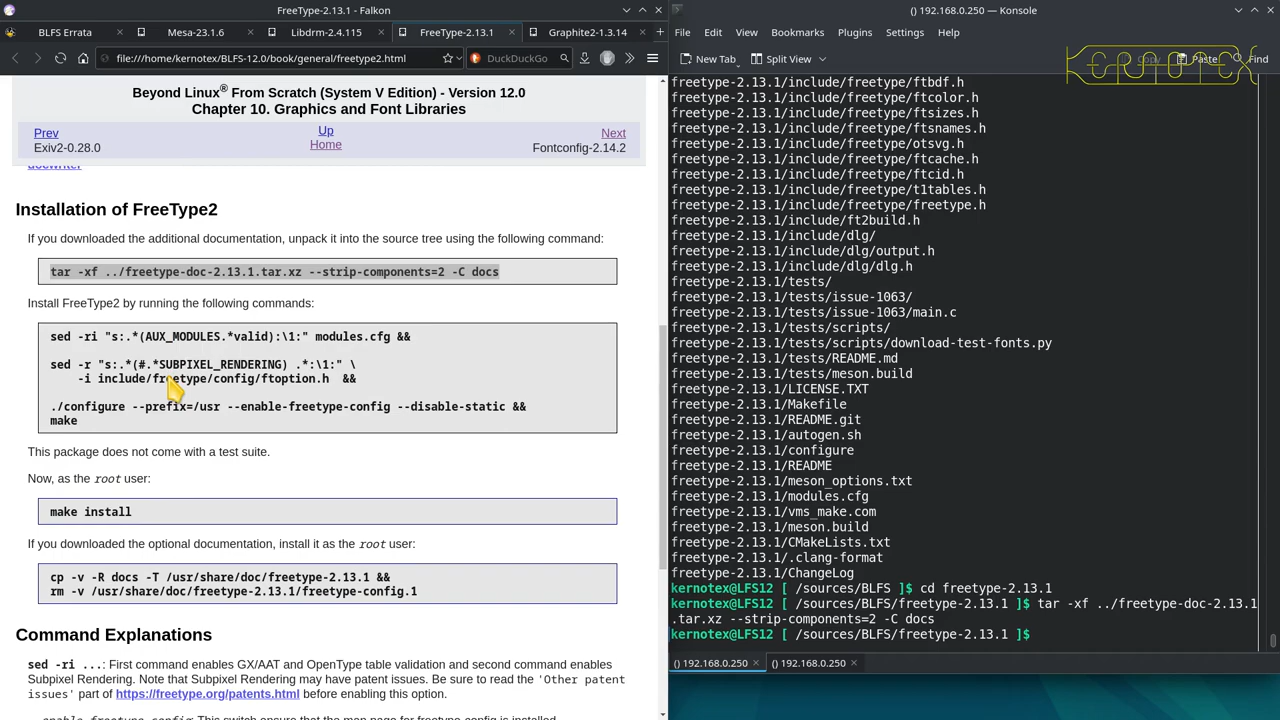 FreeType-2.13.1 - Falkon
BLFS Errata
Mesa-23.1.6
Libdrm-2.4.115
FreeType-2.13.1
Graphite2-1.3.14
file:///home/kernotex/BLFS-12.0/book/general/freetype2.html
DuckDuckGo
Beyond Linux® From Scratch (System V Edition) - Version 12.0
Chapter 10. Graphics and Font Libraries
Prev
Up
Next
Exiv2-0.28.0
Home
Fontconfig-2.14.2
docwriter
Installation of FreeType2
If you downloaded the additional documentation, unpack it into the source tree using the following command:
tar -xf ../freetype-doc-2.13.1.tar.xz --strip-components=2 -C docs
Install FreeType2 by running the following commands:
sed -ri "s:.*(AUX_MODULES.*valid):\1:" modules.cfg &&
sed -r "s:.*(#.*SUBPIXEL_RENDERING) .*:\1:" \
-i include/freetype/config/ftoption.h  &&
./configure --prefix=/usr --enable-freetype-config --disable-static &&
make
This package does not come with a test suite.
Now, as the root user:
make install
If you downloaded the optional documentation, install it as the root user:
cp -v -R docs -T /usr/share/doc/freetype-2.13.1 &&
rm -v /usr/share/doc/freetype-2.13.1/freetype-config.1
Command Explanations
sed -ri ...: First command enables GX/AAT and OpenType table validation and second command enables
Subpixel Rendering. Note that Subpixel Rendering may have patent issues. Be sure to read the 'Other patent
issues' part of https://freetype.org/patents.html before enabling this option.
--enable-freetype-config: This switch ensure that the man page for freetype-config is installed.
() 192.168.0.250 — Konsole
File Edit View Bookmarks Plugins Settings Help
New Tab
Split View
Copy
Paste
Find
KERNOTEX
freetype-2.13.1/include/freetype/ftbdf.h
freetype-2.13.1/include/freetype/ftcolor.h
freetype-2.13.1/include/freetype/ftsizes.h
freetype-2.13.1/include/freetype/ftsnames.h
freetype-2.13.1/include/freetype/otsvg.h
freetype-2.13.1/include/freetype/ftcache.h
freetype-2.13.1/include/freetype/ftcid.h
freetype-2.13.1/include/freetype/t1tables.h
freetype-2.13.1/include/freetype/freetype.h
freetype-2.13.1/include/ft2build.h
freetype-2.13.1/include/dlg/
freetype-2.13.1/include/dlg/output.h
freetype-2.13.1/include/dlg/dlg.h
freetype-2.13.1/tests/
freetype-2.13.1/tests/issue-1063/
freetype-2.13.1/tests/issue-1063/main.c
freetype-2.13.1/tests/scripts/
freetype-2.13.1/tests/scripts/download-test-fonts.py
freetype-2.13.1/tests/README.md
freetype-2.13.1/tests/meson.build
freetype-2.13.1/LICENSE.TXT
freetype-2.13.1/Makefile
freetype-2.13.1/README.git
freetype-2.13.1/autogen.sh
freetype-2.13.1/configure
freetype-2.13.1/README
freetype-2.13.1/meson_options.txt
freetype-2.13.1/modules.cfg
freetype-2.13.1/vms_make.com
freetype-2.13.1/meson.build
freetype-2.13.1/CMakeLists.txt
freetype-2.13.1/.clang-format
freetype-2.13.1/ChangeLog
kernotex@LFS12 [ /sources/BLFS ]$ cd freetype-2.13.1
kernotex@LFS12 [ /sources/BLFS/freetype-2.13.1 ]$ tar -xf ../freetype-doc-2.13.1
.tar.xz --strip-components=2 -C docs
kernotex@LFS12 [ /sources/BLFS/freetype-2.13.1 ]$
() 192.168.0.250
() 192.168.0.250